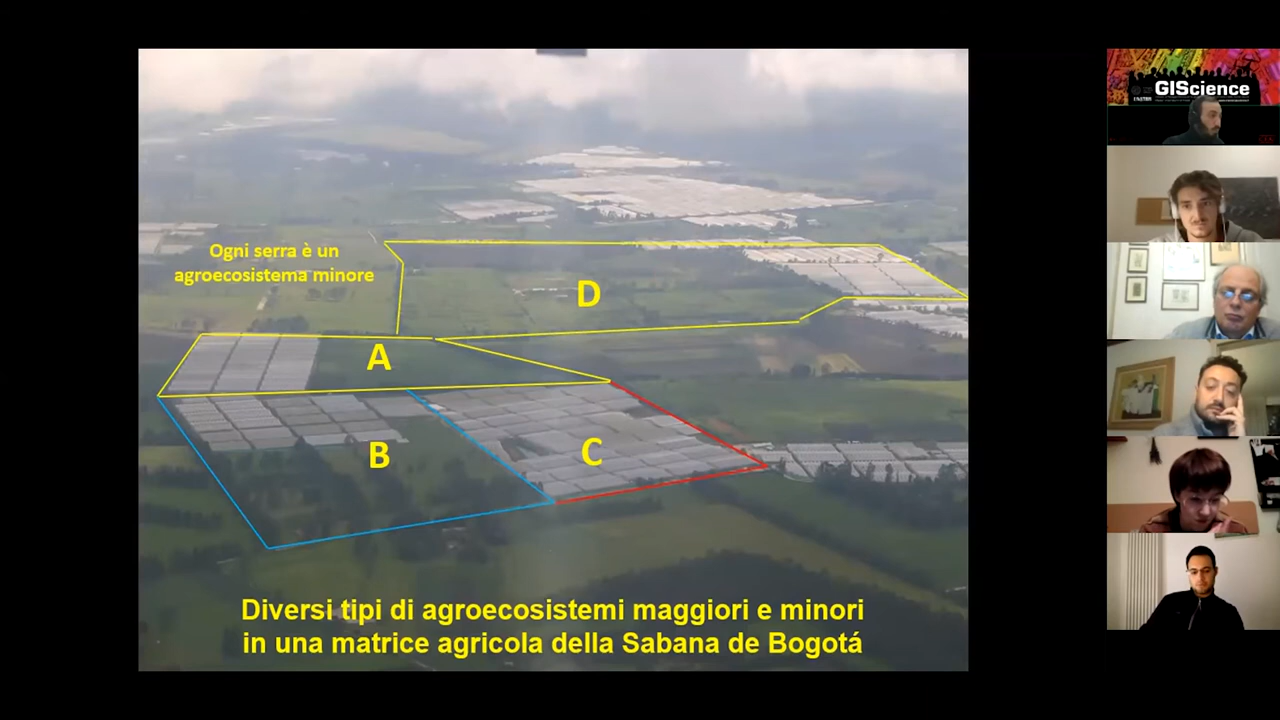 Ogni serra è un
agroecosistema minore
D
A
B
C
Diversi tipi di agroecosistemi maggiori e minori
in una matrice agricola della Sabana de Bogotá
GIScience